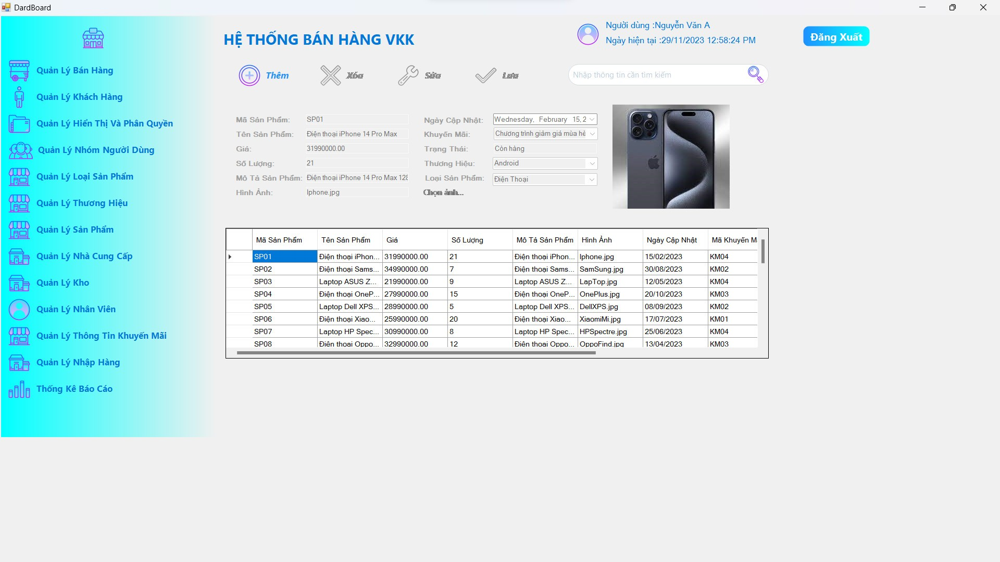 DardBoard
HỆ THỐNG BÁN HÀNG VKK
Người dùng :Nguyễn Văn A
Ngày hiện tại :29/11/2023 12:58:24 PM
Đăng Xuất
Quản Lý Bán Hàng
Quản Lý Khách Hàng
Quản Lý Hiển Thị Và Phân Quyền
Quản Lý Nhóm Người Dùng
Quản Lý Loại Sản Phẩm
Quản Lý Thương Hiệu
Quản Lý Sản Phẩm
Quản Lý Nhà Cung Cấp
Quản Lý Kho
Quản Lý Nhân Viên
Quản Lý Thông Tin Khuyến Mãi
Quản Lý Nhập Hàng
Thống Kê Báo Cáo
Thêm Xóa Sửa Lưu
Nhập thông tin cần tìm kiếm
Mã Sản Phẩm: SP01
Tên Sản Phẩm: Điện thoại iPhone 14 Pro Max
Giá: 31990000.00
Số Lượng: 21
Mô Tả Sản Phẩm: Điện thoại iPhone 14 Pro Max 128
Hình Ảnh: Iphone.jpg
Ngày Cập Nhật: Wednesday, February 15, 2
Khuyến Mãi: Chương trình giảm giá mùa hè
Trạng Thái: Còn hàng
Thương Hiệu: Android
Loại Sản Phẩm: Điện Thoại
Chọn ảnh...
Mã Sản Phẩm Tên Sản Phẩm Giá Số Lượng Mô Tả Sản Phẩm Hình Ảnh Ngày Cập Nhật Mã Khuyến M
SP01 Điện thoại iPhon... 31990000.00 21 Điện thoại iPhon... Iphone.jpg 15/02/2023 KM04
SP02 Điện thoại Sams... 34990000.00 7 Điện thoại Sams... SamSung.jpg 30/08/2023 KM02
SP03 Laptop ASUS Z... 21990000.00 9 Laptop ASUS Z... LapTop.jpg 12/05/2023 KM04
SP04 Điện thoại OneP... 27990000.00 15 Điện thoại OneP... OnePlus.jpg 20/10/2023 KM03
SP05 Laptop Dell XPS... 28990000.00 5 Laptop Dell XPS... DellXPS.jpg 08/09/2023 KM02
SP06 Điện thoại Xiao... 25990000.00 20 Điện thoại Xiao... XiaomiMi.jpg 17/07/2023 KM01
SP07 Laptop HP Spec... 30990000.00 8 Laptop HP Spec... HPSpectre.jpg 25/06/2023 KM04
SP08 Điện thoại Oppo... 32990000.00 12 Điện thoại Oppo... OppoFind.jpg 13/04/2023 KM03